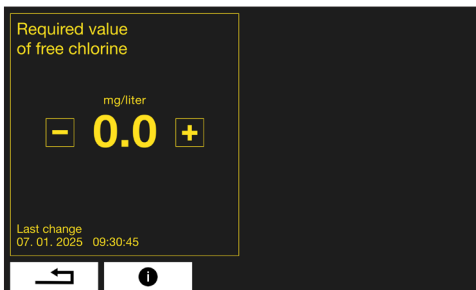 Required value
of free chlorine
mg/liter
− 0.0 +
Last change
07. 01. 2025 09:30:45
i